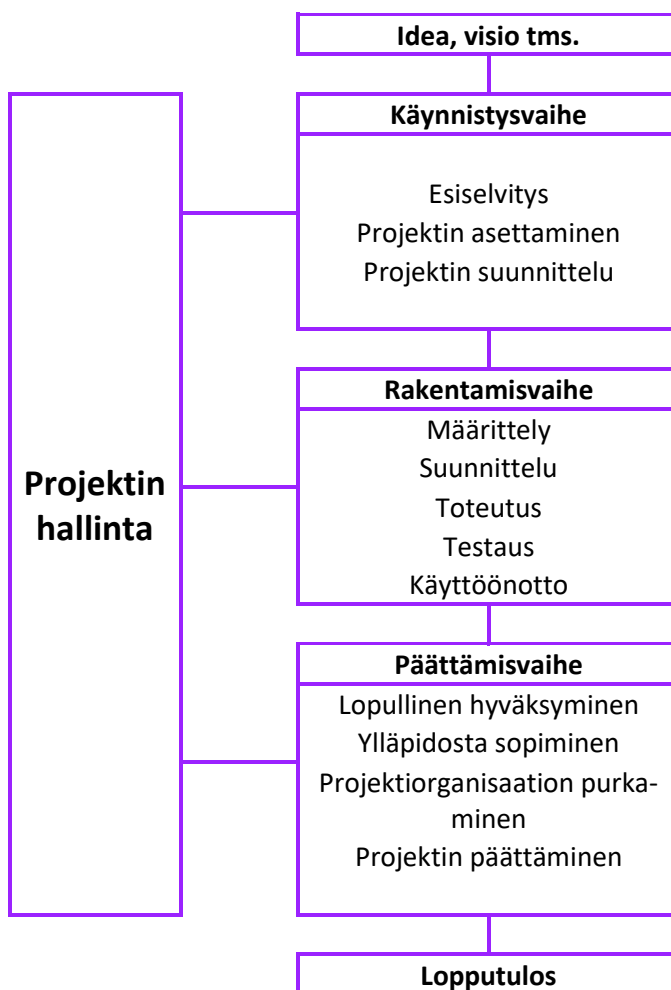 Idea, visio tms.
Käynnistysvaihe
Esiselvitys
Projektin asettaminen
Projektin suunnittelu
Rakentamisvaihe
Määrittely
Suunnittelu
Toteutus
Testaus
Käyttöönotto
Projektin
hallinta
Päättämisvaihe
Lopullinen hyväksyminen
Ylläpidosta sopiminen
Projektiorganisaation purka-
minen
Projektin päättäminen
Lopputulos